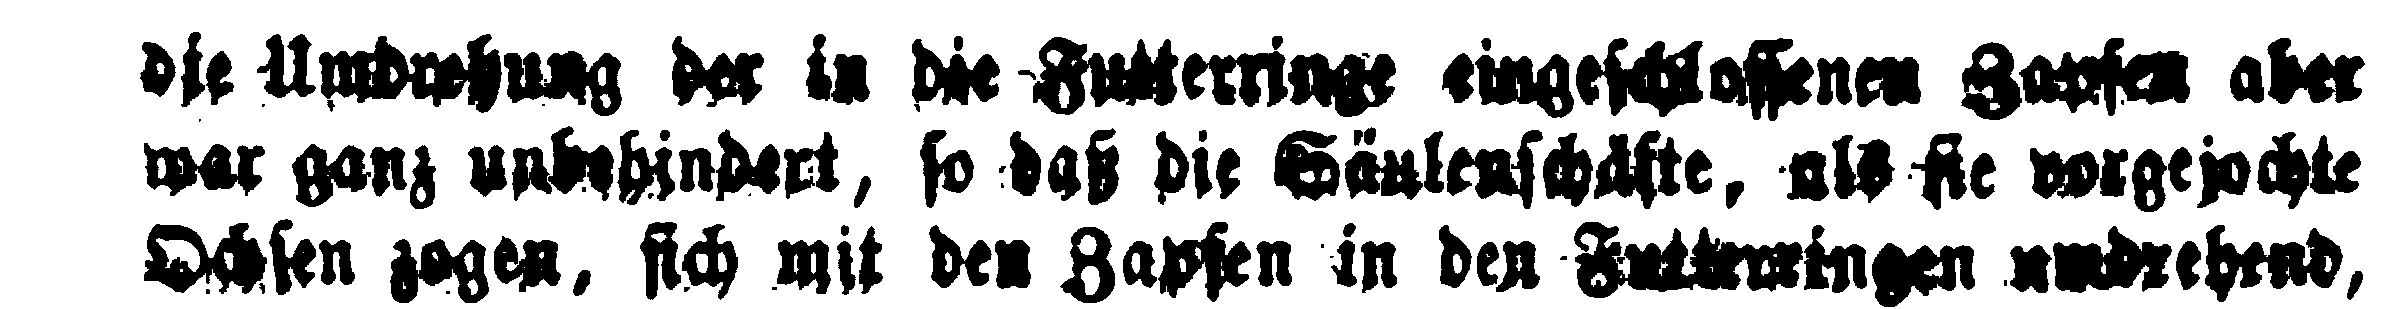 die Umdrehung der in die Futterringe eingeſchloſſenen Zapfen aber
war ganz unbehindert, ſo daß die Säulenſchäfte, als ſie vorgejochte
Ochſen zogen, ſich mit den Zapfen in den Futterringen umdrehend,